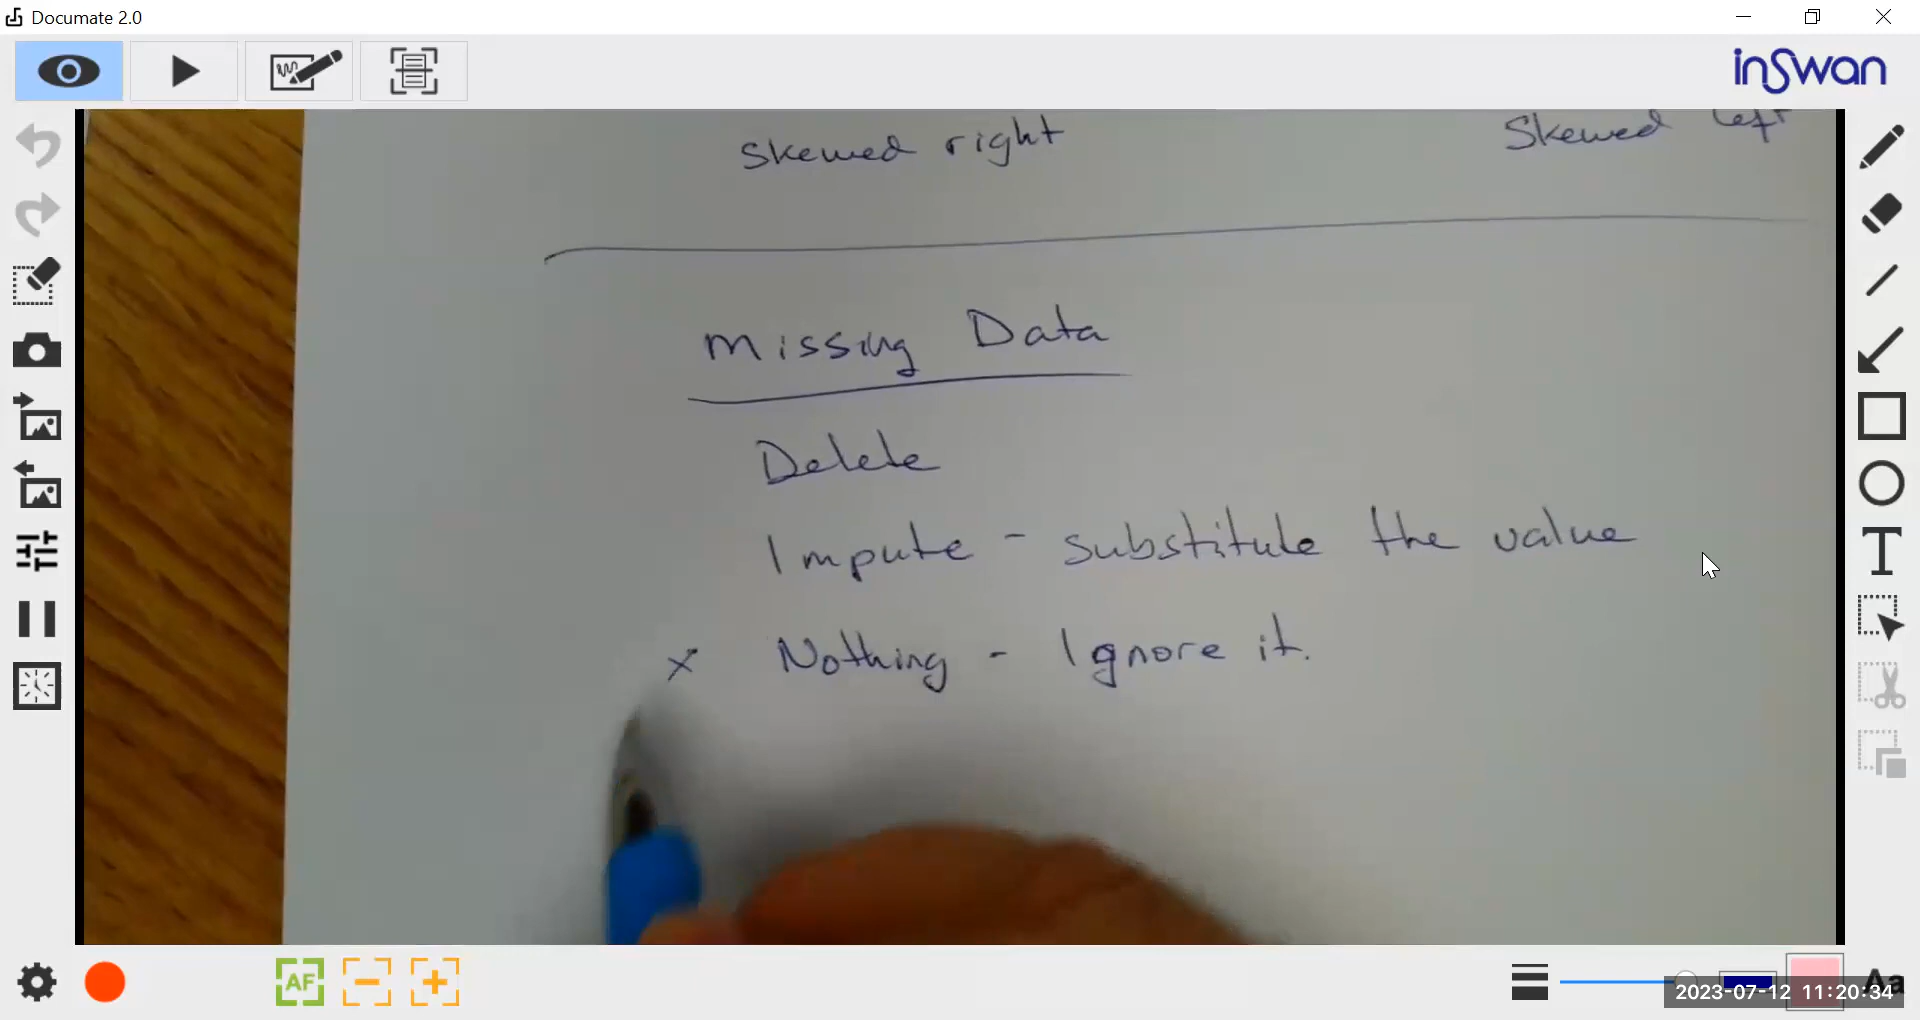 Documate 2.0
inSwan
skewed right
Skewed left
Missing Data
Delete
Impute - substitute the value
x Nothing - Ignore it.
T
AF
Aa
2023-07-12 11:20:34